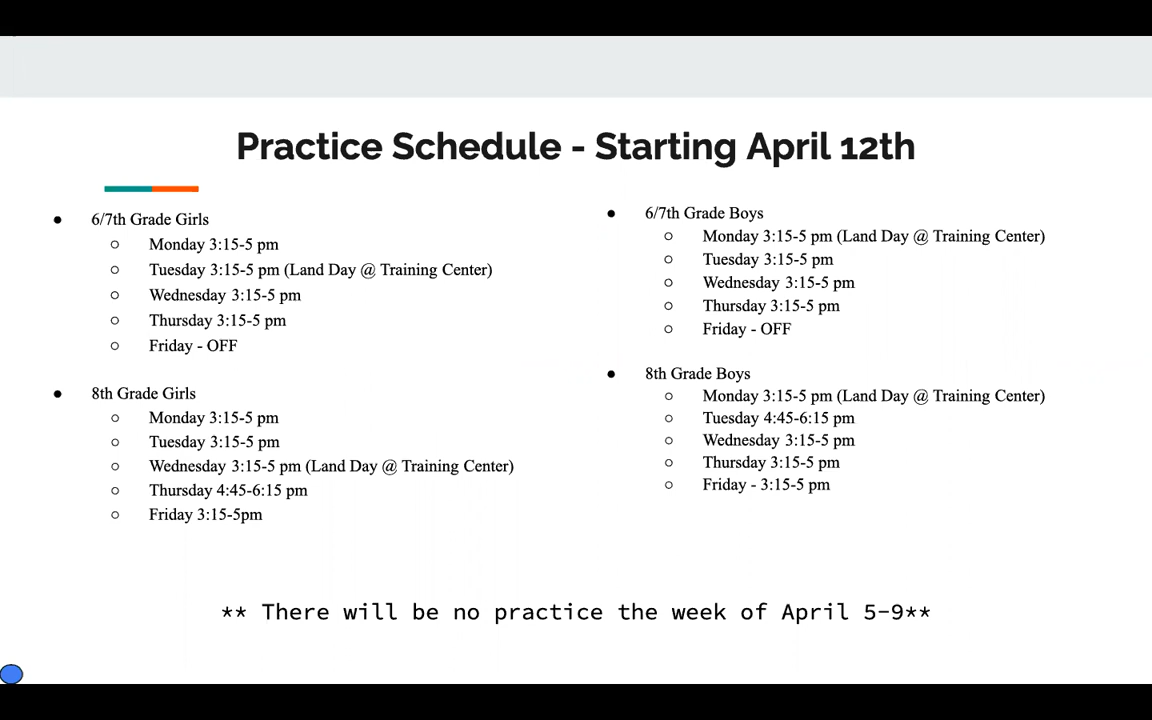 Practice Schedule - Starting April 12th
● 6/7th Grade Girls
○ Monday 3:15-5 pm
○ Tuesday 3:15-5 pm (Land Day @ Training Center)
○ Wednesday 3:15-5 pm
○ Thursday 3:15-5 pm
○ Friday - OFF
● 8th Grade Girls
○ Monday 3:15-5 pm
○ Tuesday 3:15-5 pm
○ Wednesday 3:15-5 pm (Land Day @ Training Center)
○ Thursday 4:45-6:15 pm
○ Friday 3:15-5pm
● 6/7th Grade Boys
○ Monday 3:15-5 pm (Land Day @ Training Center)
○ Tuesday 3:15-5 pm
○ Wednesday 3:15-5 pm
○ Thursday 3:15-5 pm
○ Friday - OFF
● 8th Grade Boys
○ Monday 3:15-5 pm (Land Day @ Training Center)
○ Tuesday 4:45-6:15 pm
○ Wednesday 3:15-5 pm
○ Thursday 3:15-5 pm
○ Friday - 3:15-5 pm
** There will be no practice the week of April 5-9**